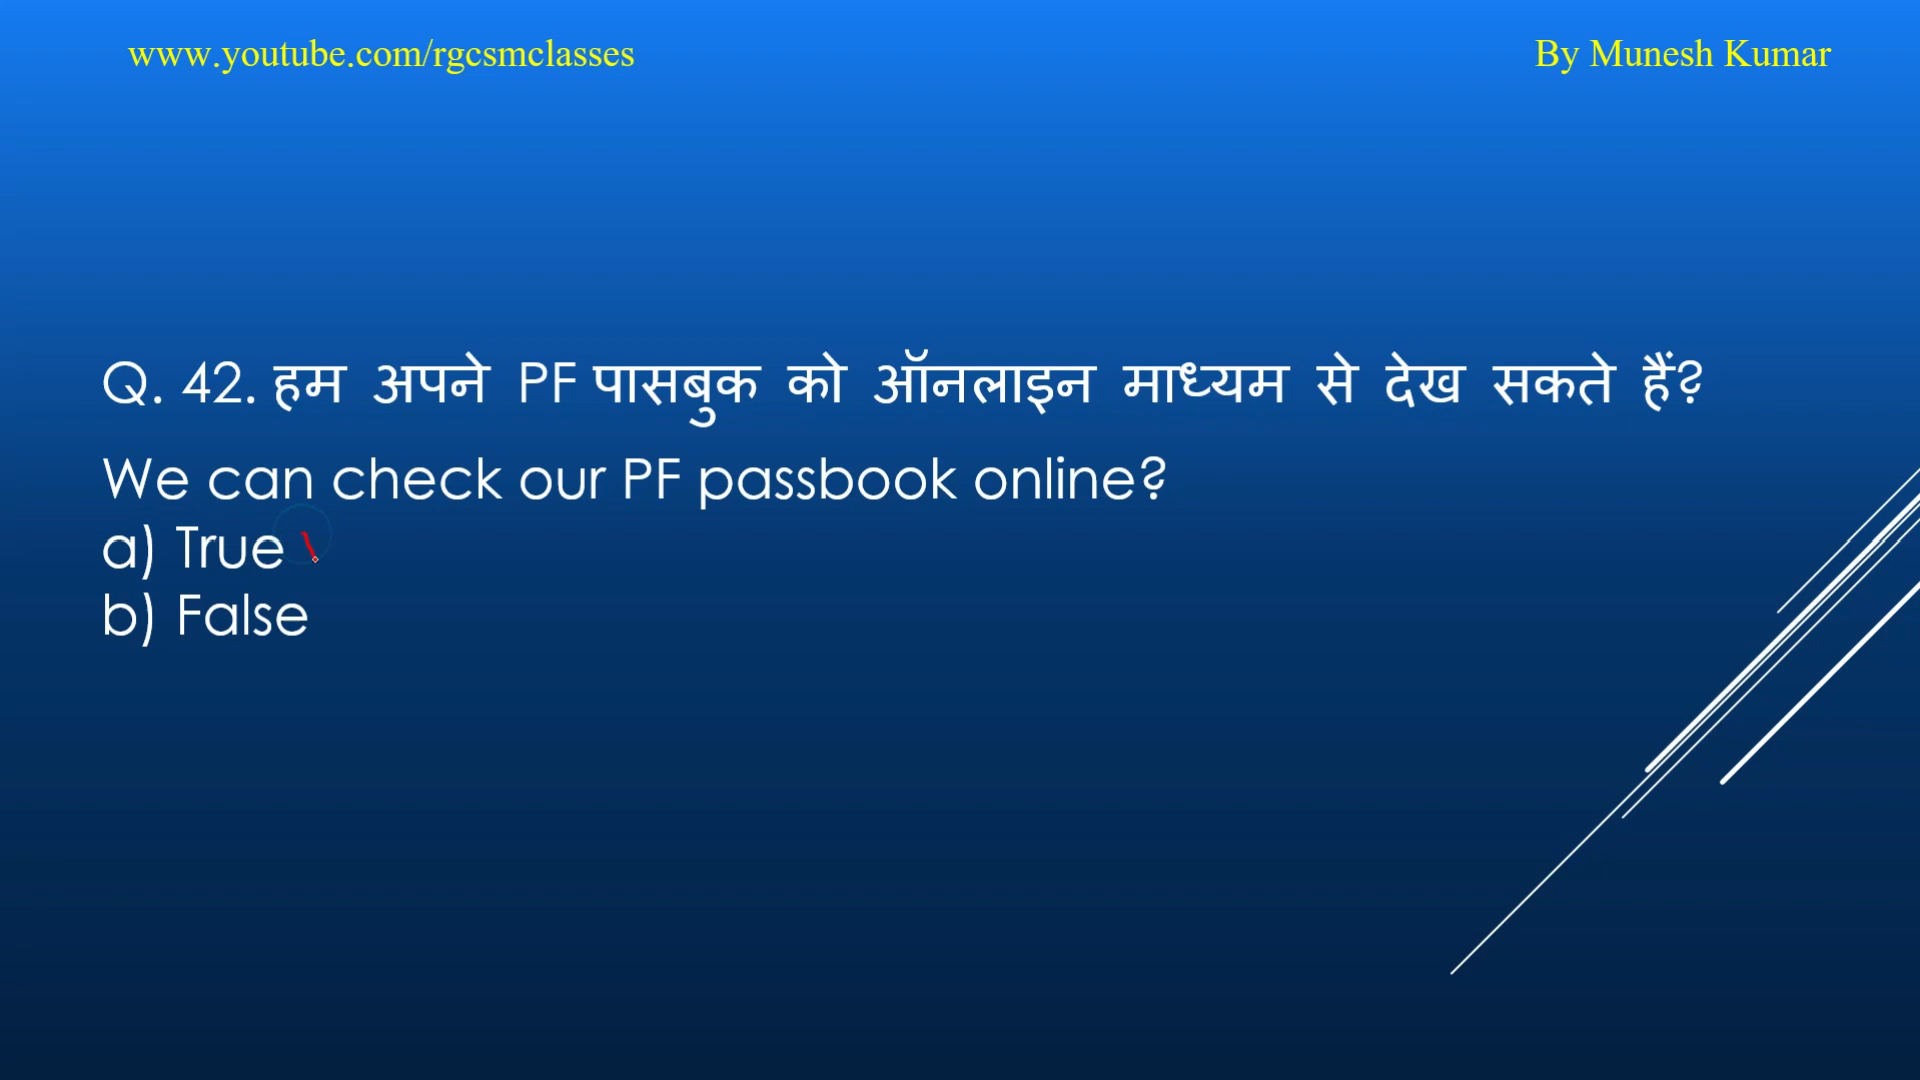 www.youtube.com/rgcsmclasses
By Munesh Kumar
Q. 42. हम अपने PF पासबुक को ऑनलाइन माध्यम से देख सकते हैं?
We can check our PF passbook online?
a) True
b) False